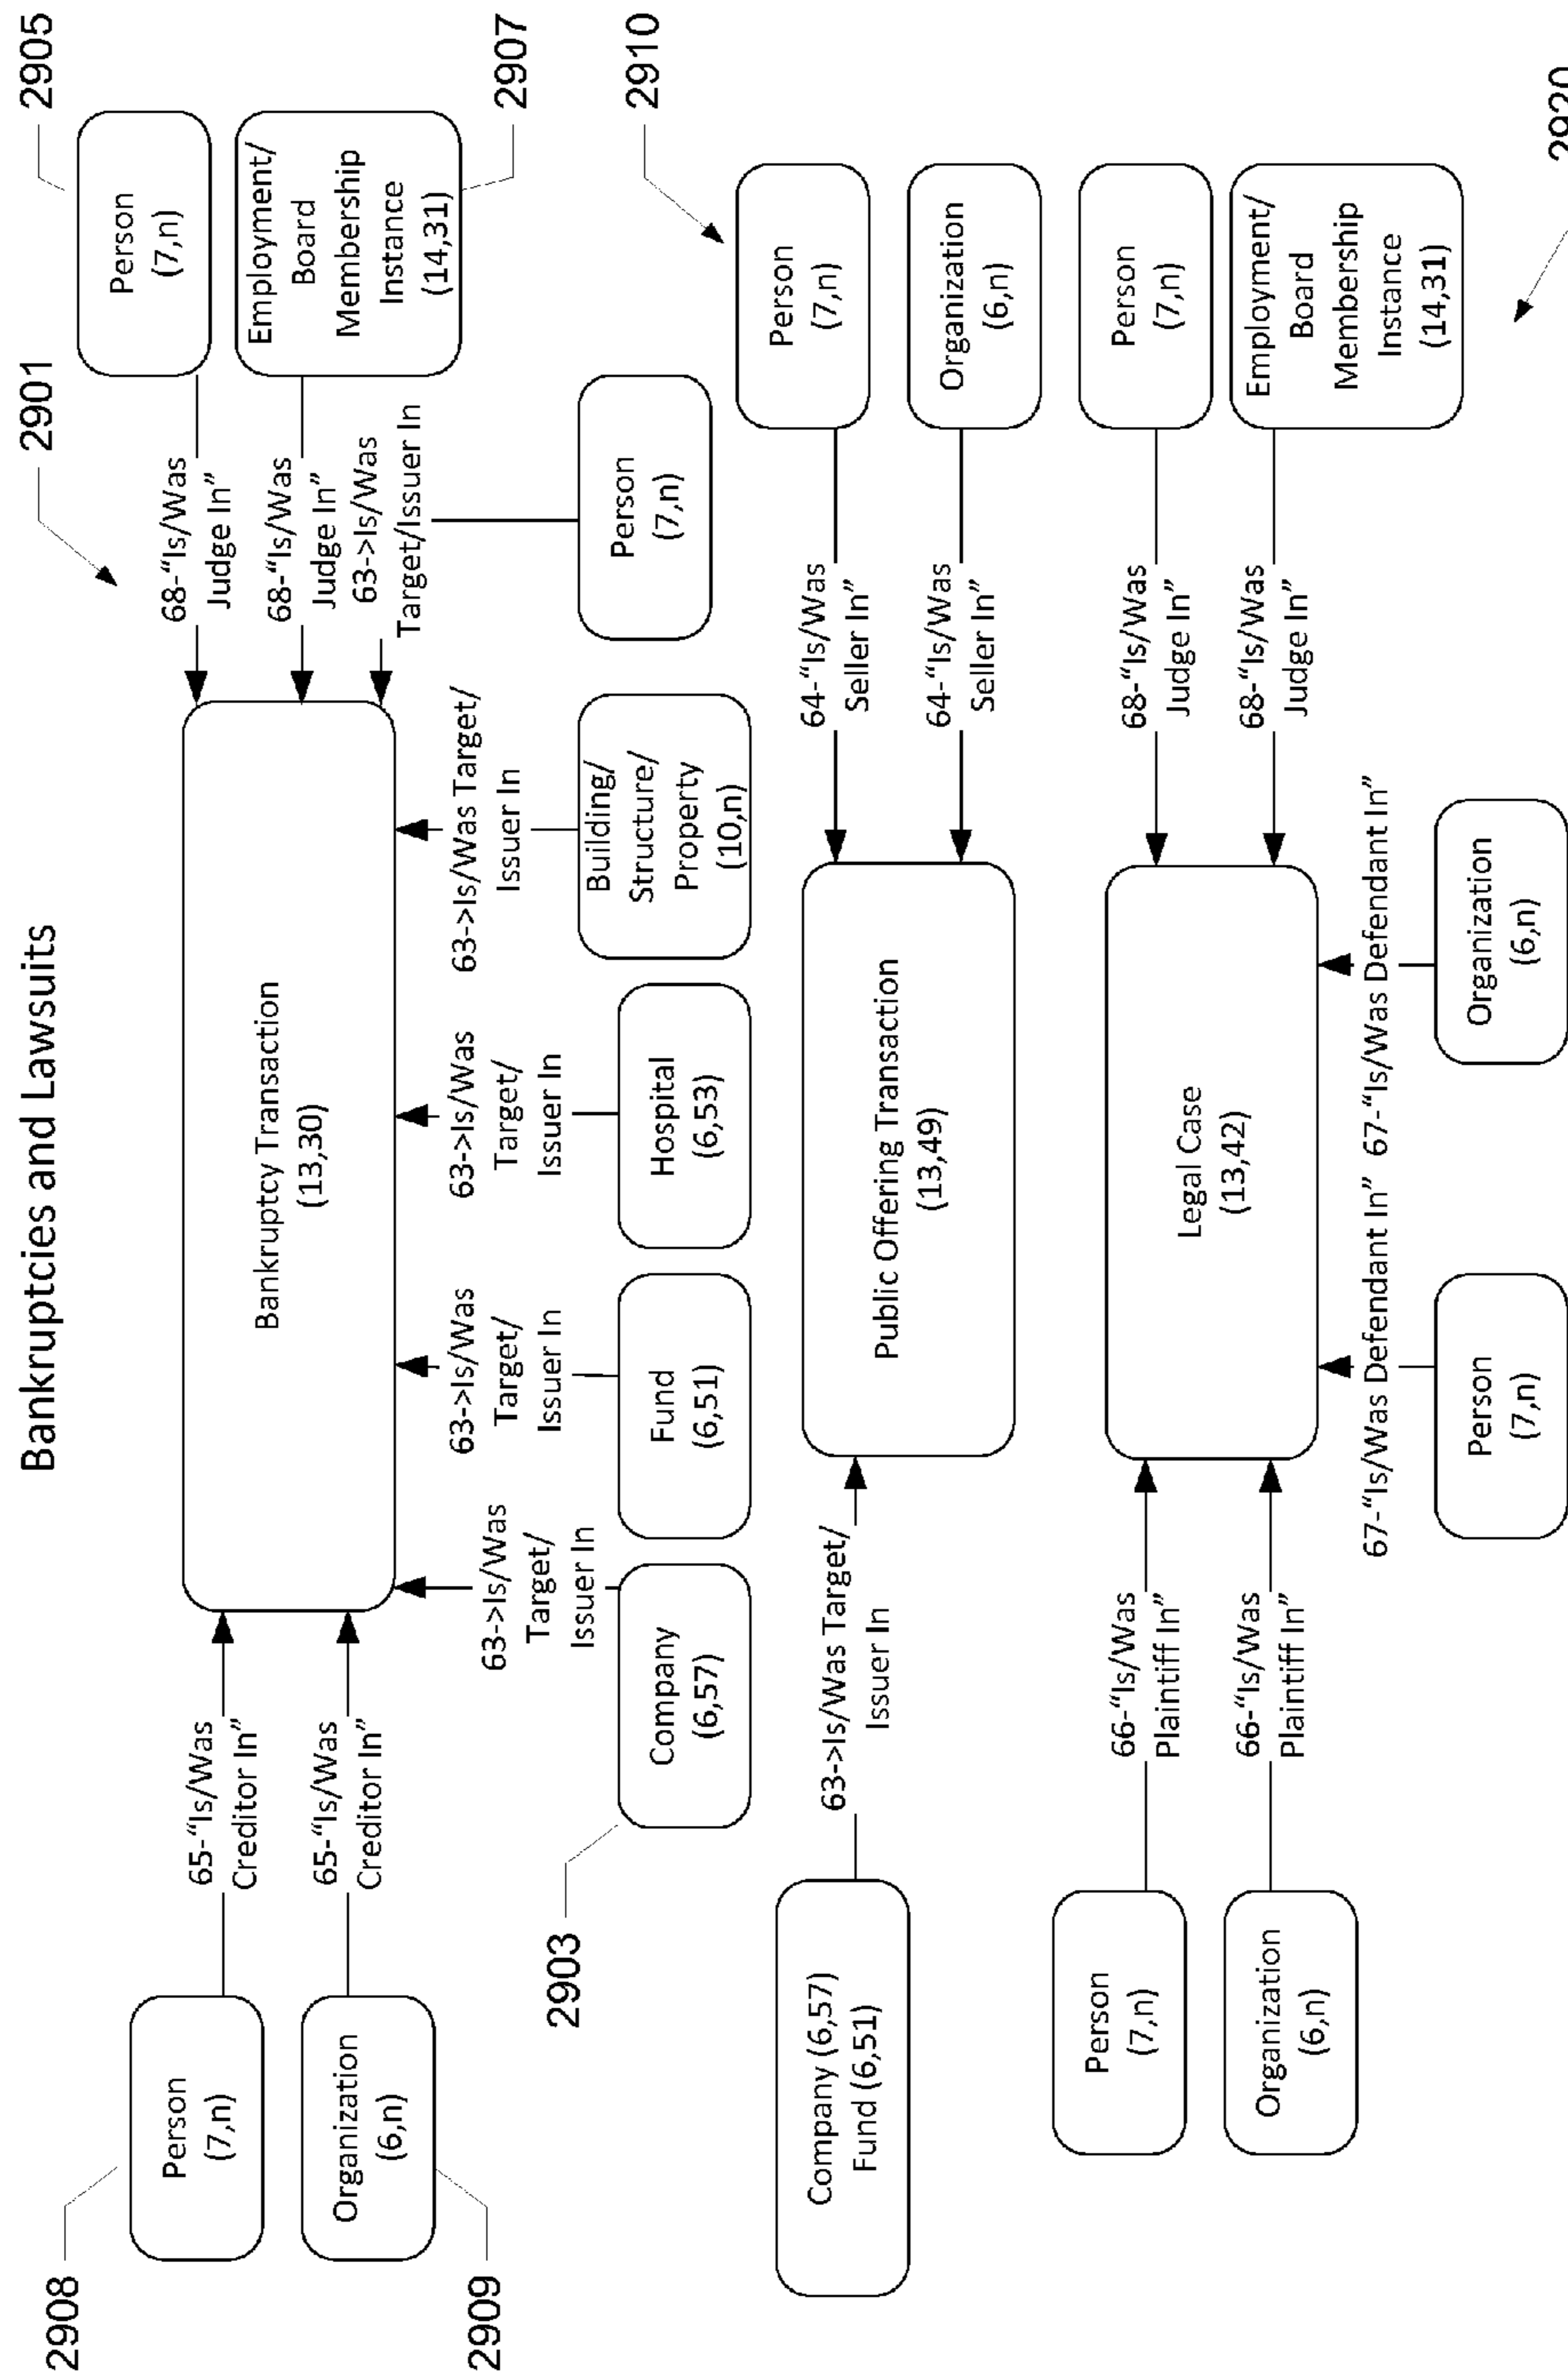 Bankruptcies and Lawsuits
2901
2905
Person
(7,n)
68-“Is/Was
Judge In”
Employment/
Board
Membership
Instance
(14,31)
2907
68-“Is/Was
Judge In”
63->Is/Was
Target/Issuer In
Person
(7,n)
Bankruptcy Transaction
(13,30)
2908
Person
(7,n)
65-“Is/Was
Creditor In”
Organization
(6,n)
2909
65-“Is/Was
Creditor In”
63->Is/Was
Target/
Issuer In
63->Is/Was
Target/
Issuer In
63->Is/Was
Target/
Issuer In
63->Is/Was Target/
Issuer In
2903
Company
(6,57)
Fund
(6,51)
Hospital
(6,53)
Building/
Structure/
Property
(10,n)
2910
Company (6,57)
Fund (6,51)
63->Is/Was Target/
Issuer In
Public Offering Transaction
(13,49)
64-“Is/Was
Seller In”
Person
(7,n)
64-“Is/Was
Seller In”
Organization
(6,n)
Person
(7,n)
66-“Is/Was
Plaintiff In”
Organization
(6,n)
66-“Is/Was
Plaintiff In”
Legal Case
(13,42)
68-“Is/Was
Judge In”
Person
(7,n)
68-“Is/Was
Judge In”
Employment/
Board
Membership
Instance
(14,31)
67-“Is/Was Defendant In”
67-“Is/Was Defendant In”
Person
(7,n)
Organization
(6,n)